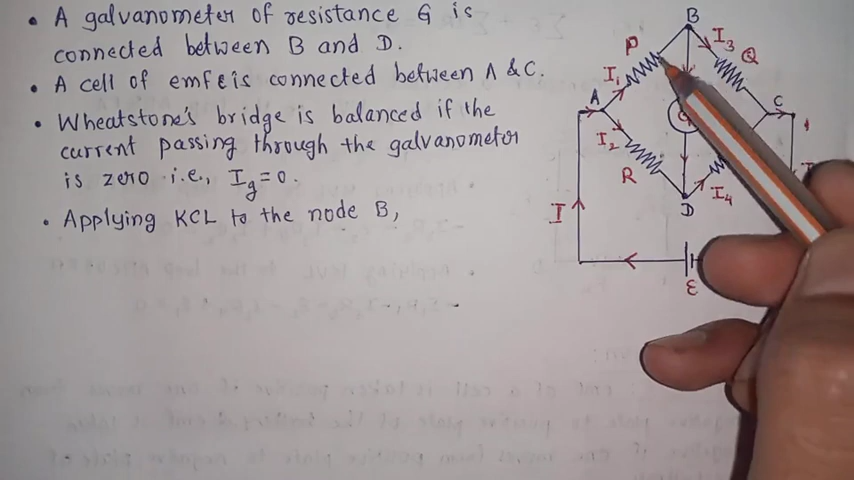 • A galvanometer of resistance G is
connected between B and D.
• A cell of emf ε is connected between A & C.
• Wheatstone's bridge is balanced if the
current passing through the galvanometer
is zero i.e., Ig = 0.
• Applying KCL to the node B,
B
P
I3
Q
I1
A
C
G
I2
R
I4
D
I
ε